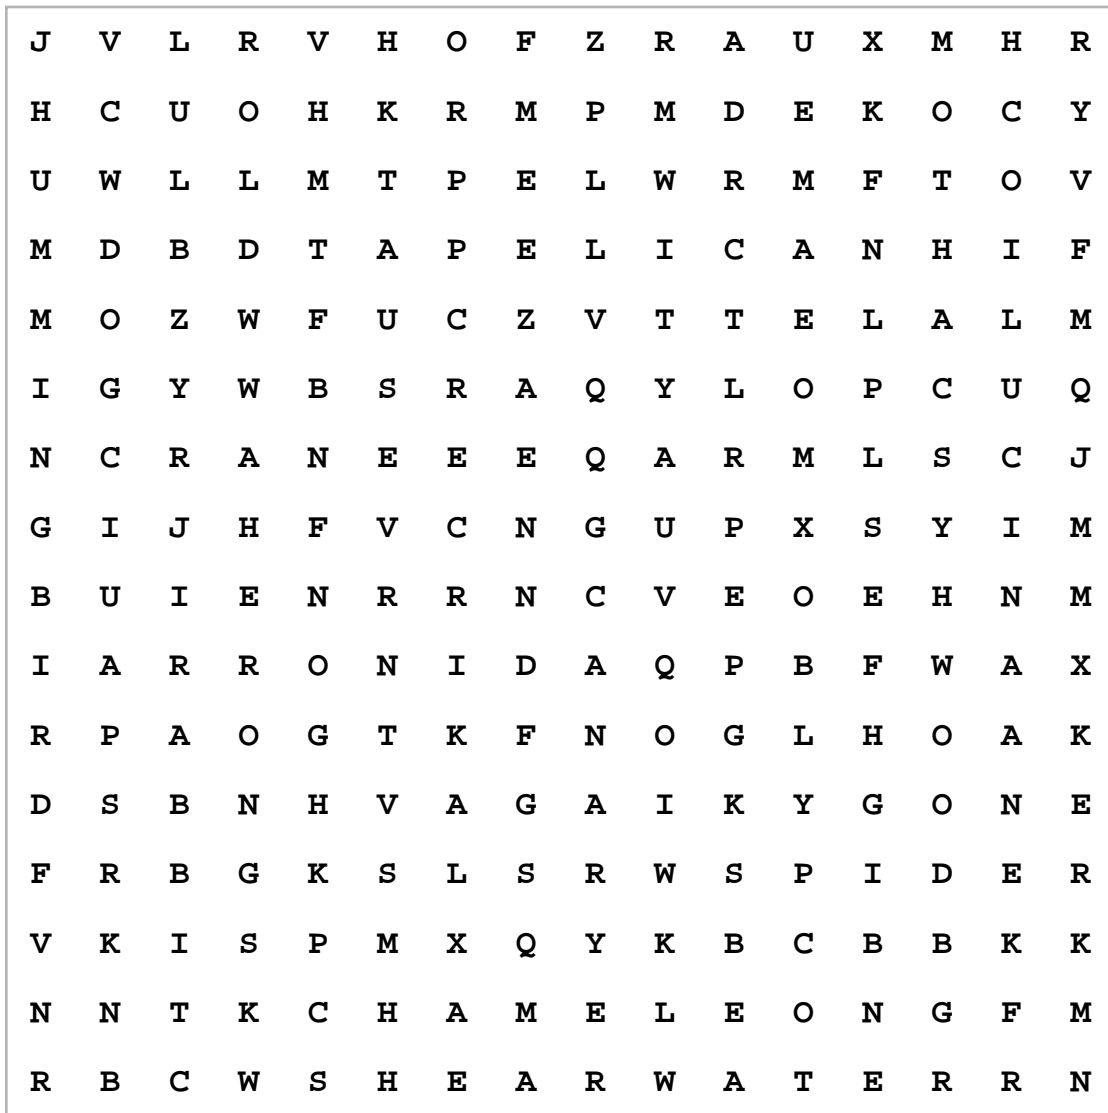 J V L R V H O F Z R A U X M H R
H C U O H K R M P M D E K O C Y
U W L L M T P E L W R M F T O V
M D B D T A P E L I C A N H I F
M O Z W F U C Z V T T E L A L M
I G Y W B S R A Q Y L O P C U Q
N C R A N E E E Q A R M L S C J
G I J H F V C N G U P X S Y I M
B U I E N R R N C V E O E H N M
I A R R O N I D A Q P B F W A X
R P A O G T K F N O G L H O A K
D S B N H V A G A I K Y G O N E
F R B G K S L S R W S P I D E R
V K I S P M X Q Y K B C B B K K
N N T K C H A M E L E O N G F M
R B C W S H E A R W A T E R R N